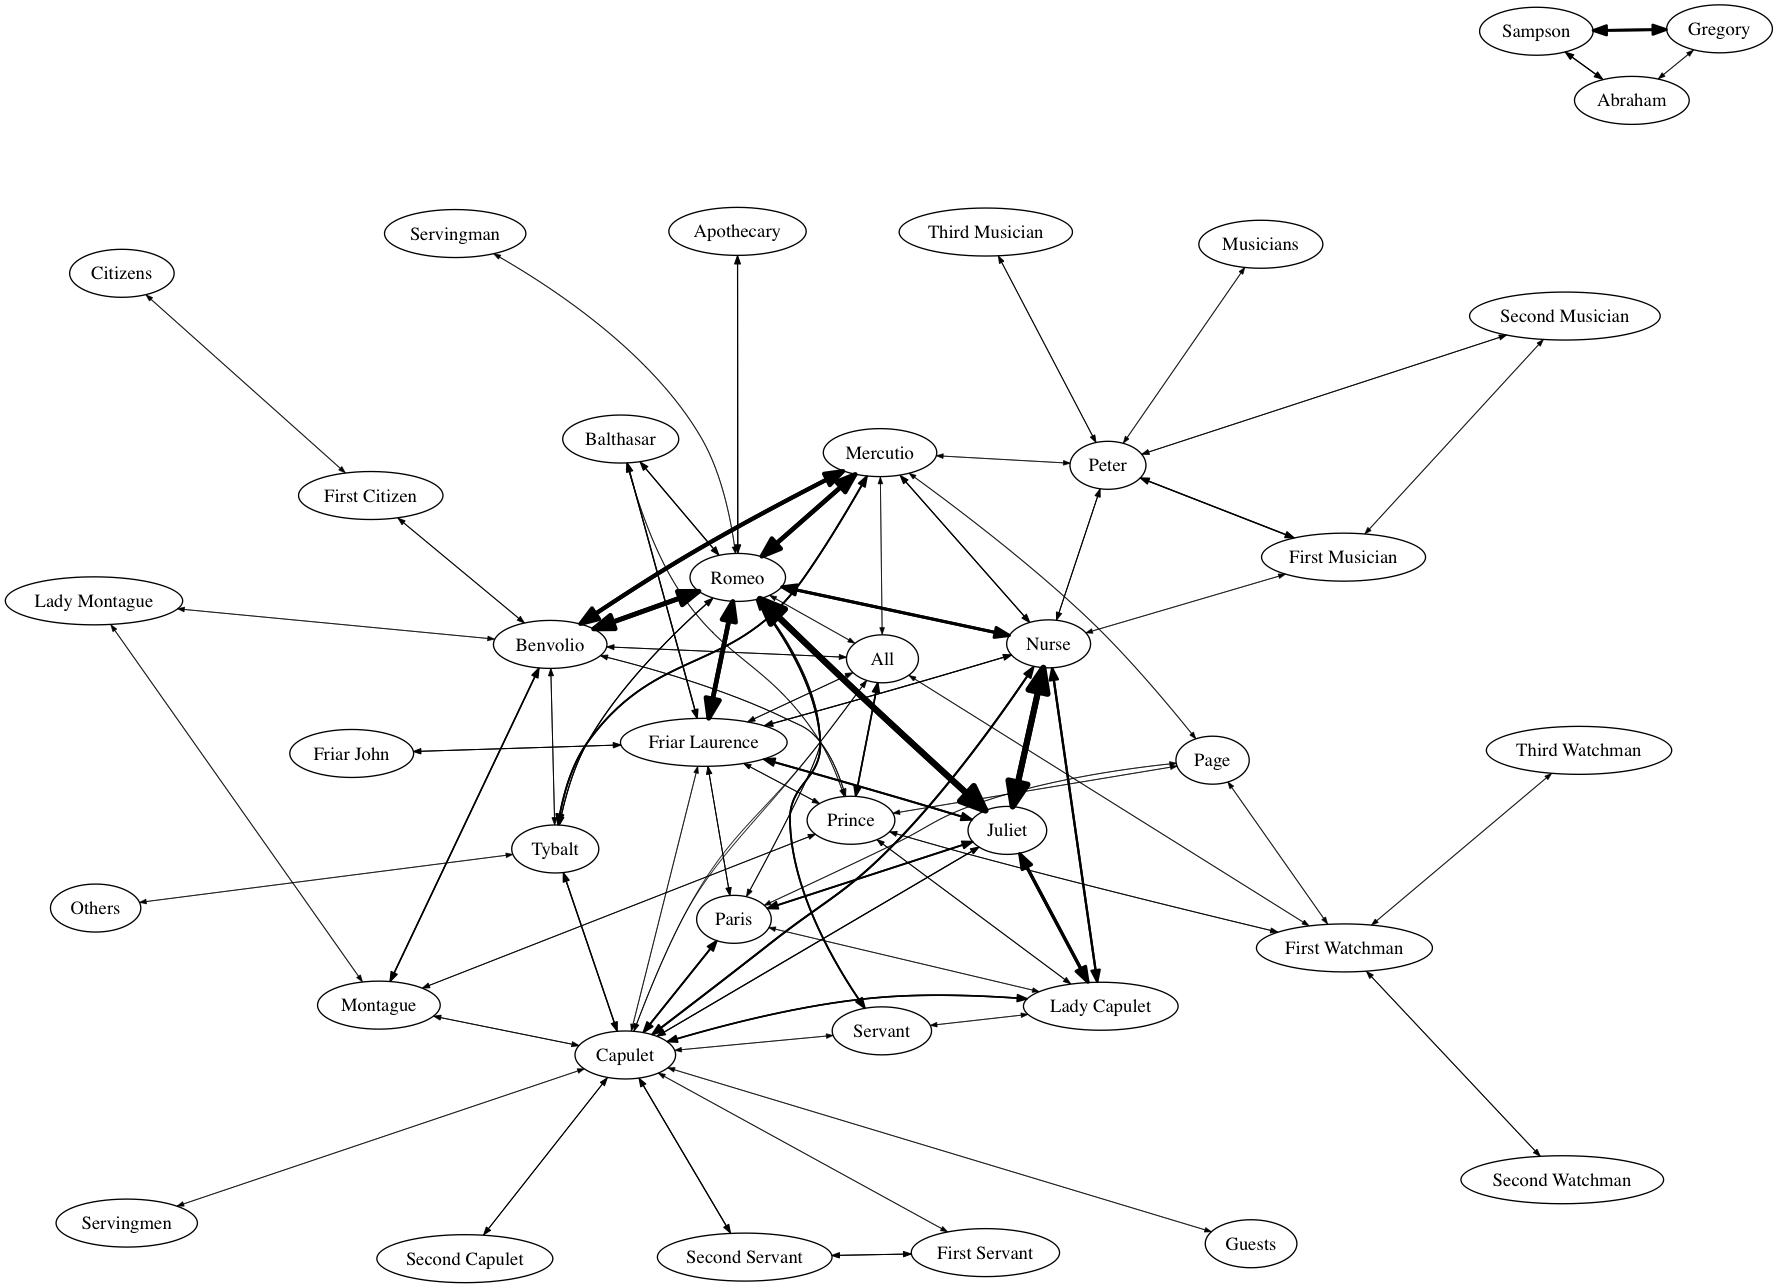 Sampson
Gregory
Abraham
Servingman
Apothecary
Third Musician
Musicians
Citizens
Second Musician
Balthasar
Mercutio
Peter
First Citizen
First Musician
Romeo
Lady Montague
Benvolio
All
Nurse
Friar John
Friar Laurence
Page
Third Watchman
Prince
Juliet
Tybalt
Others
Paris
First Watchman
Montague
Lady Capulet
Servant
Capulet
Second Watchman
Servingmen
Second Capulet
Second Servant
First Servant
Guests